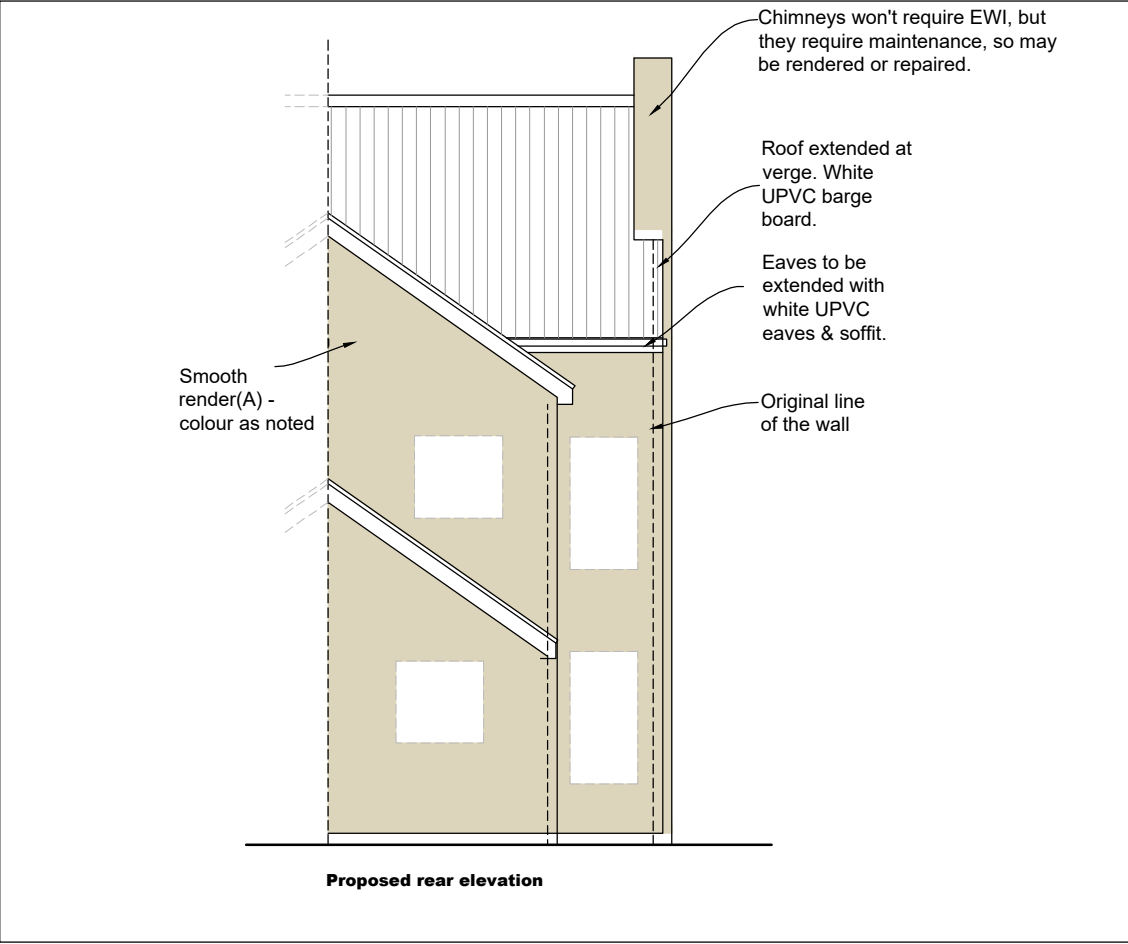 Chimneys won't require EWI, but
they require maintenance, so may
be rendered or repaired.
Roof extended at
verge. White
UPVC barge
board.
Eaves to be
extended with
white UPVC
eaves & soffit.
Smooth
render(A) -
colour as noted
Original line
of the wall
Proposed rear elevation